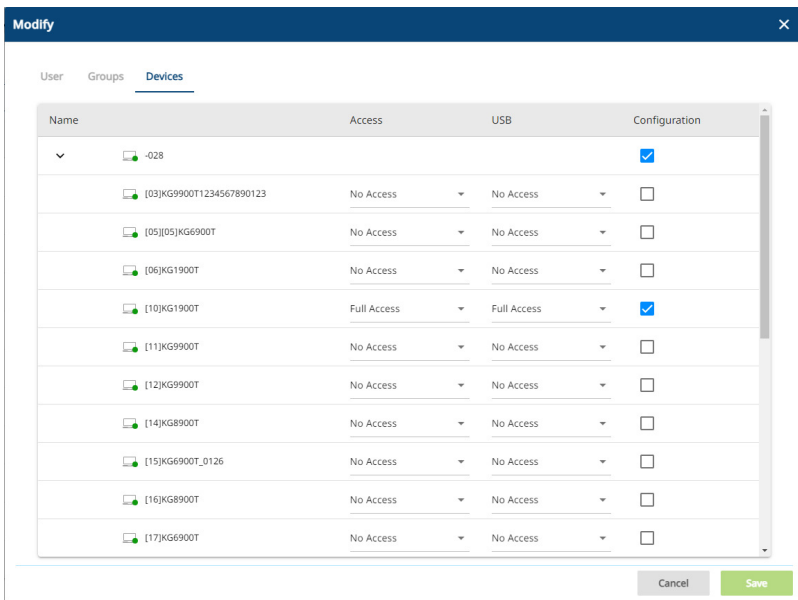 Modify
User Groups Devices
Name Access USB Configuration
-028
[03]KG9900T1234567890123 No Access No Access
[05][05]KG6900T No Access No Access
[06]KG1900T No Access No Access
[10]KG1900T Full Access Full Access
[11]KG9900T No Access No Access
[12]KG9900T No Access No Access
[14]KG8900T No Access No Access
[15]KG6900T_0126 No Access No Access
[16]KG8900T No Access No Access
[17]KG6900T No Access No Access
Cancel Save